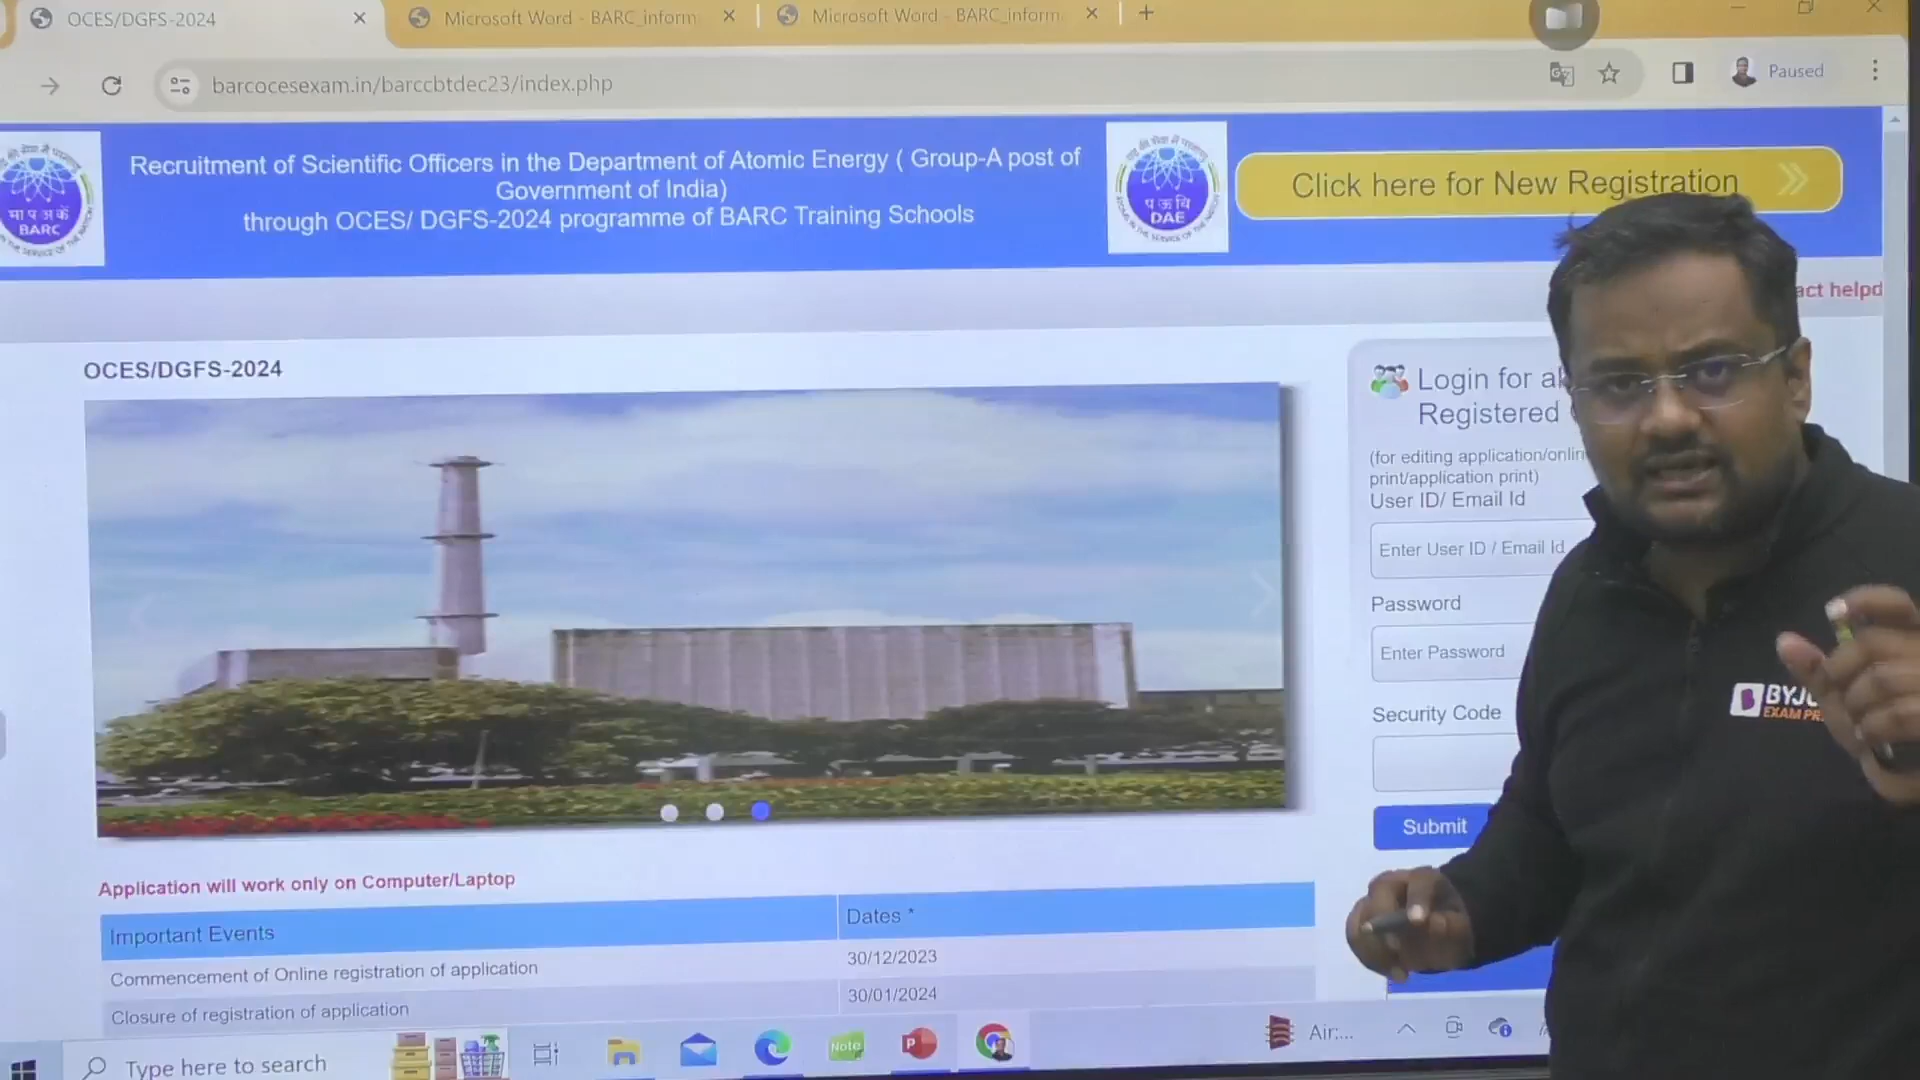 OCES/DGFS-2024
Microsoft Word - BARC_inform
Microsoft Word - BARC_inform
barcocesexam.in/barccbtdec23/index.php
Paused
Recruitment of Scientific Officers in the Department of Atomic Energy ( Group-A post of
Government of India)
through OCES/ DGFS-2024 programme of BARC Training Schools
BARC
DAE
Click here for New Registration
act helpd
OCES/DGFS-2024
Login for al
Registered
(for editing application/onlin
print/application print)
User ID/ Email Id
Enter User ID / Email Id
Password
Enter Password
Security Code
Submit
BYJU
EXAM PR
Application will work only on Computer/Laptop
Important Events
Dates *
Commencement of Online registration of application
30/12/2023
Closure of registration of application
30/01/2024
Type here to search
Note
P
Air:...